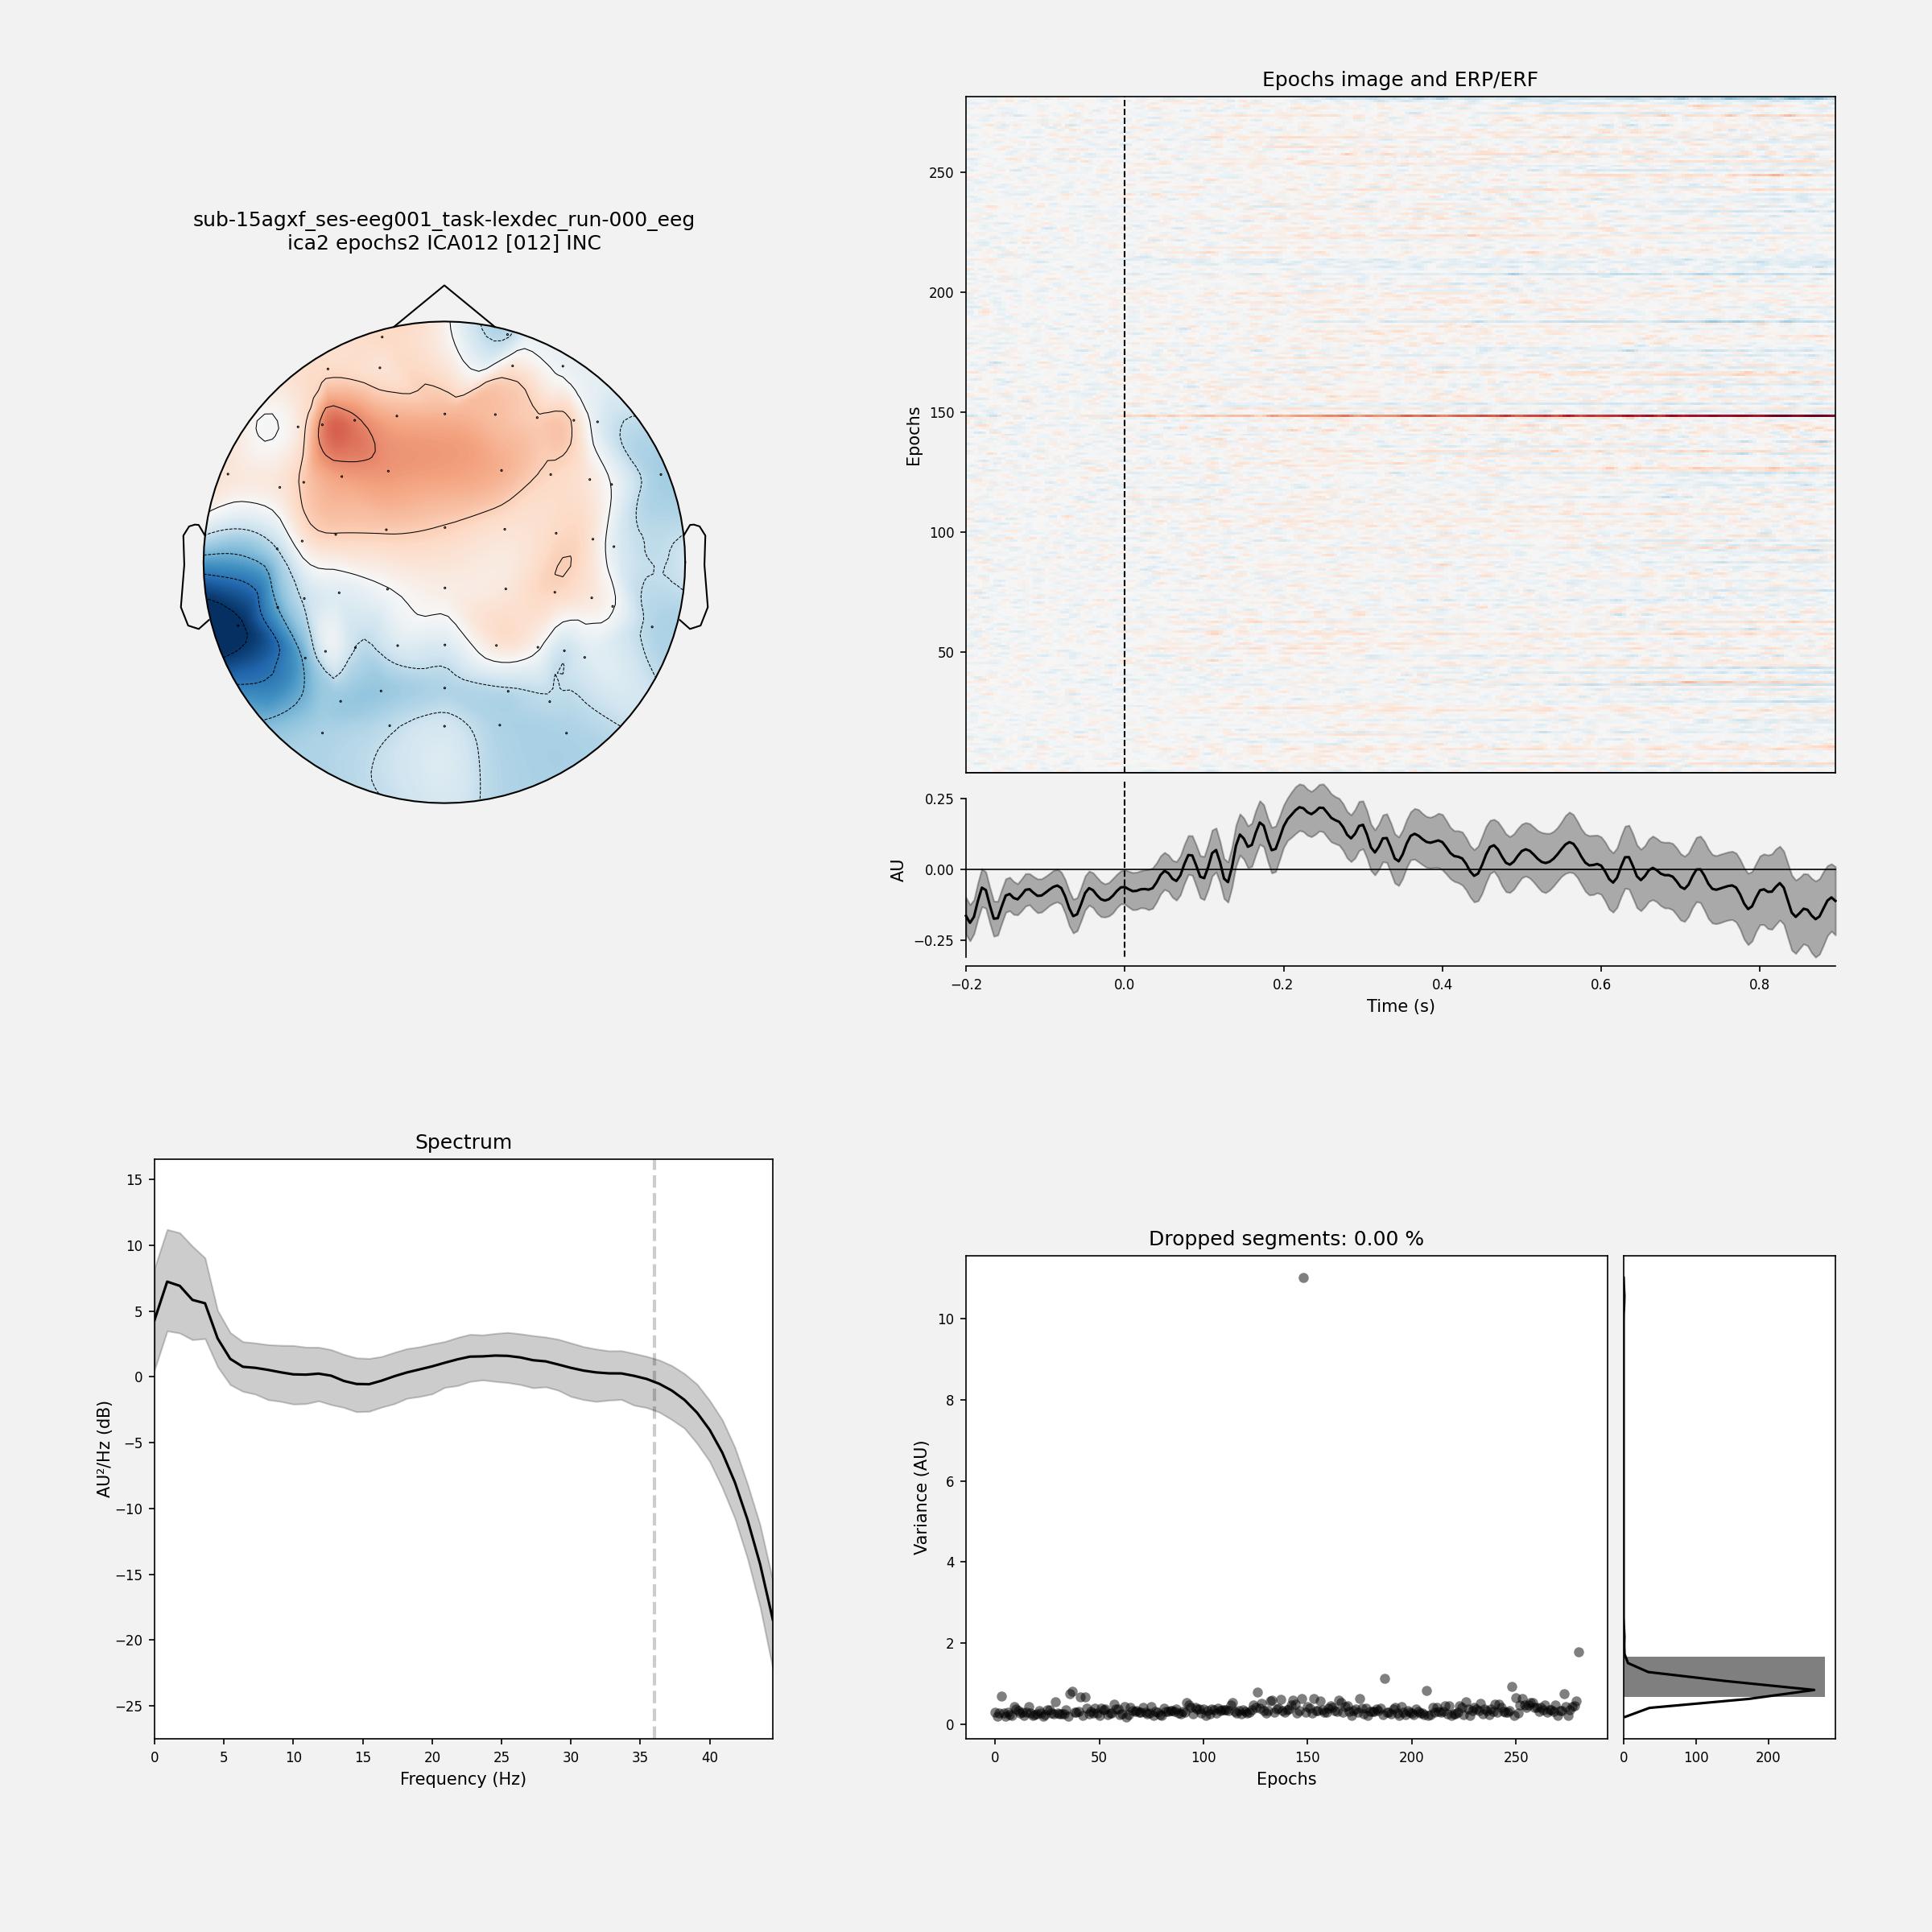 sub-15agxf_ses-eeg001_task-lexdec_run-000_eeg
ica2 epochs2 ICA012 [012] INC
Epochs image and ERP/ERF
Epochs
250
200
150
100
50
AU
0.25
0.00
−0.25
−0.2 0.0 0.2 0.4 0.6 0.8
Time (s)
Spectrum
AU²/Hz (dB)
15
10
5
0
−5
−10
−15
−20
−25
0 5 10 15 20 25 30 35 40
Frequency (Hz)
Dropped segments: 0.00 %
Variance (AU)
10
8
6
4
2
0
0 50 100 150 200 250
Epochs
0 100 200